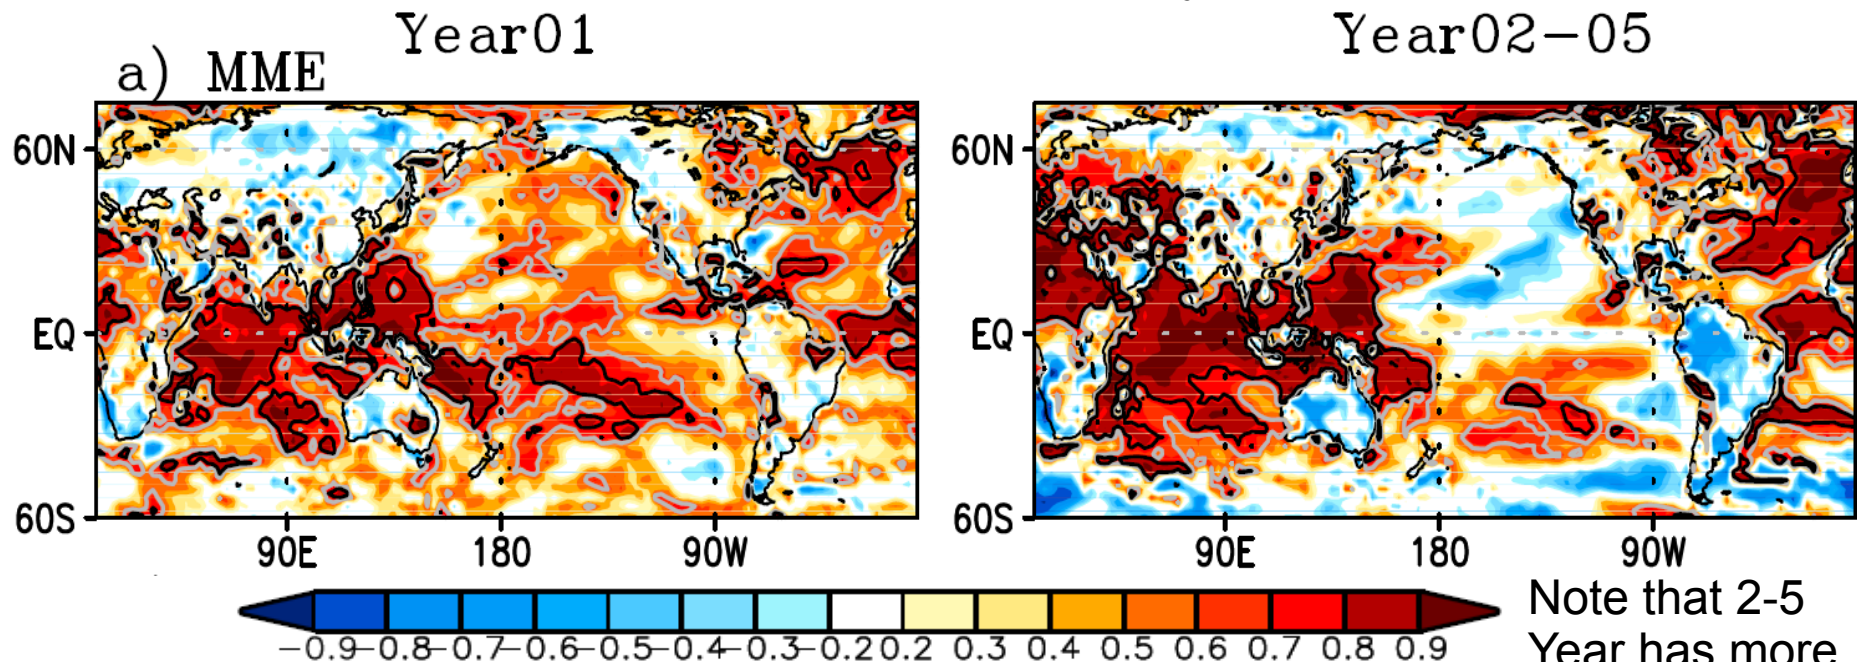 Year01
Year02-05
a) MME
60N
EQ
60S
90E 180 90W
60N
EQ
60S
90E 180 90W
-0.9-0.8-0.7-0.6-0.5-0.4-0.3-0.2 0.2 0.3 0.4 0.5 0.6 0.7 0.8 0.9
Note that 2-5
Year has more